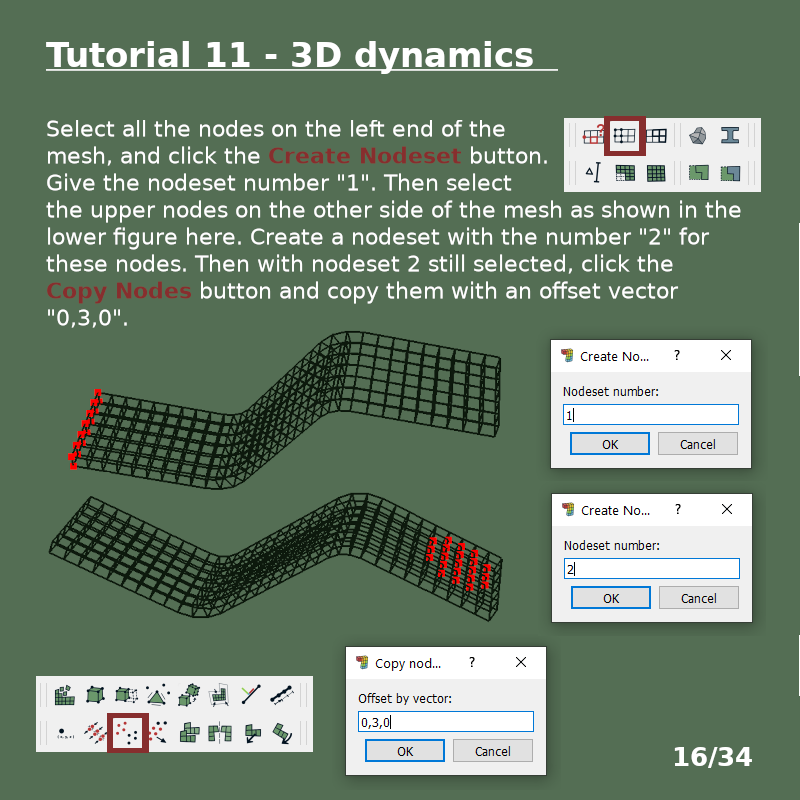 Tutorial 11 - 3D dynamics
Select all the nodes on the left end of the
mesh, and click the Create Nodeset button.
Give the nodeset number "1". Then select
the upper nodes on the other side of the mesh as shown in the
lower figure here. Create a nodeset with the number "2" for
these nodes. Then with nodeset 2 still selected, click the
Copy Nodes button and copy them with an offset vector
"0,3,0".
Create No... ?
Nodeset number:
1
OK Cancel
Create No... ?
Nodeset number:
2
OK Cancel
Copy nod... ?
Offset by vector:
0,3,0
OK Cancel
16/34